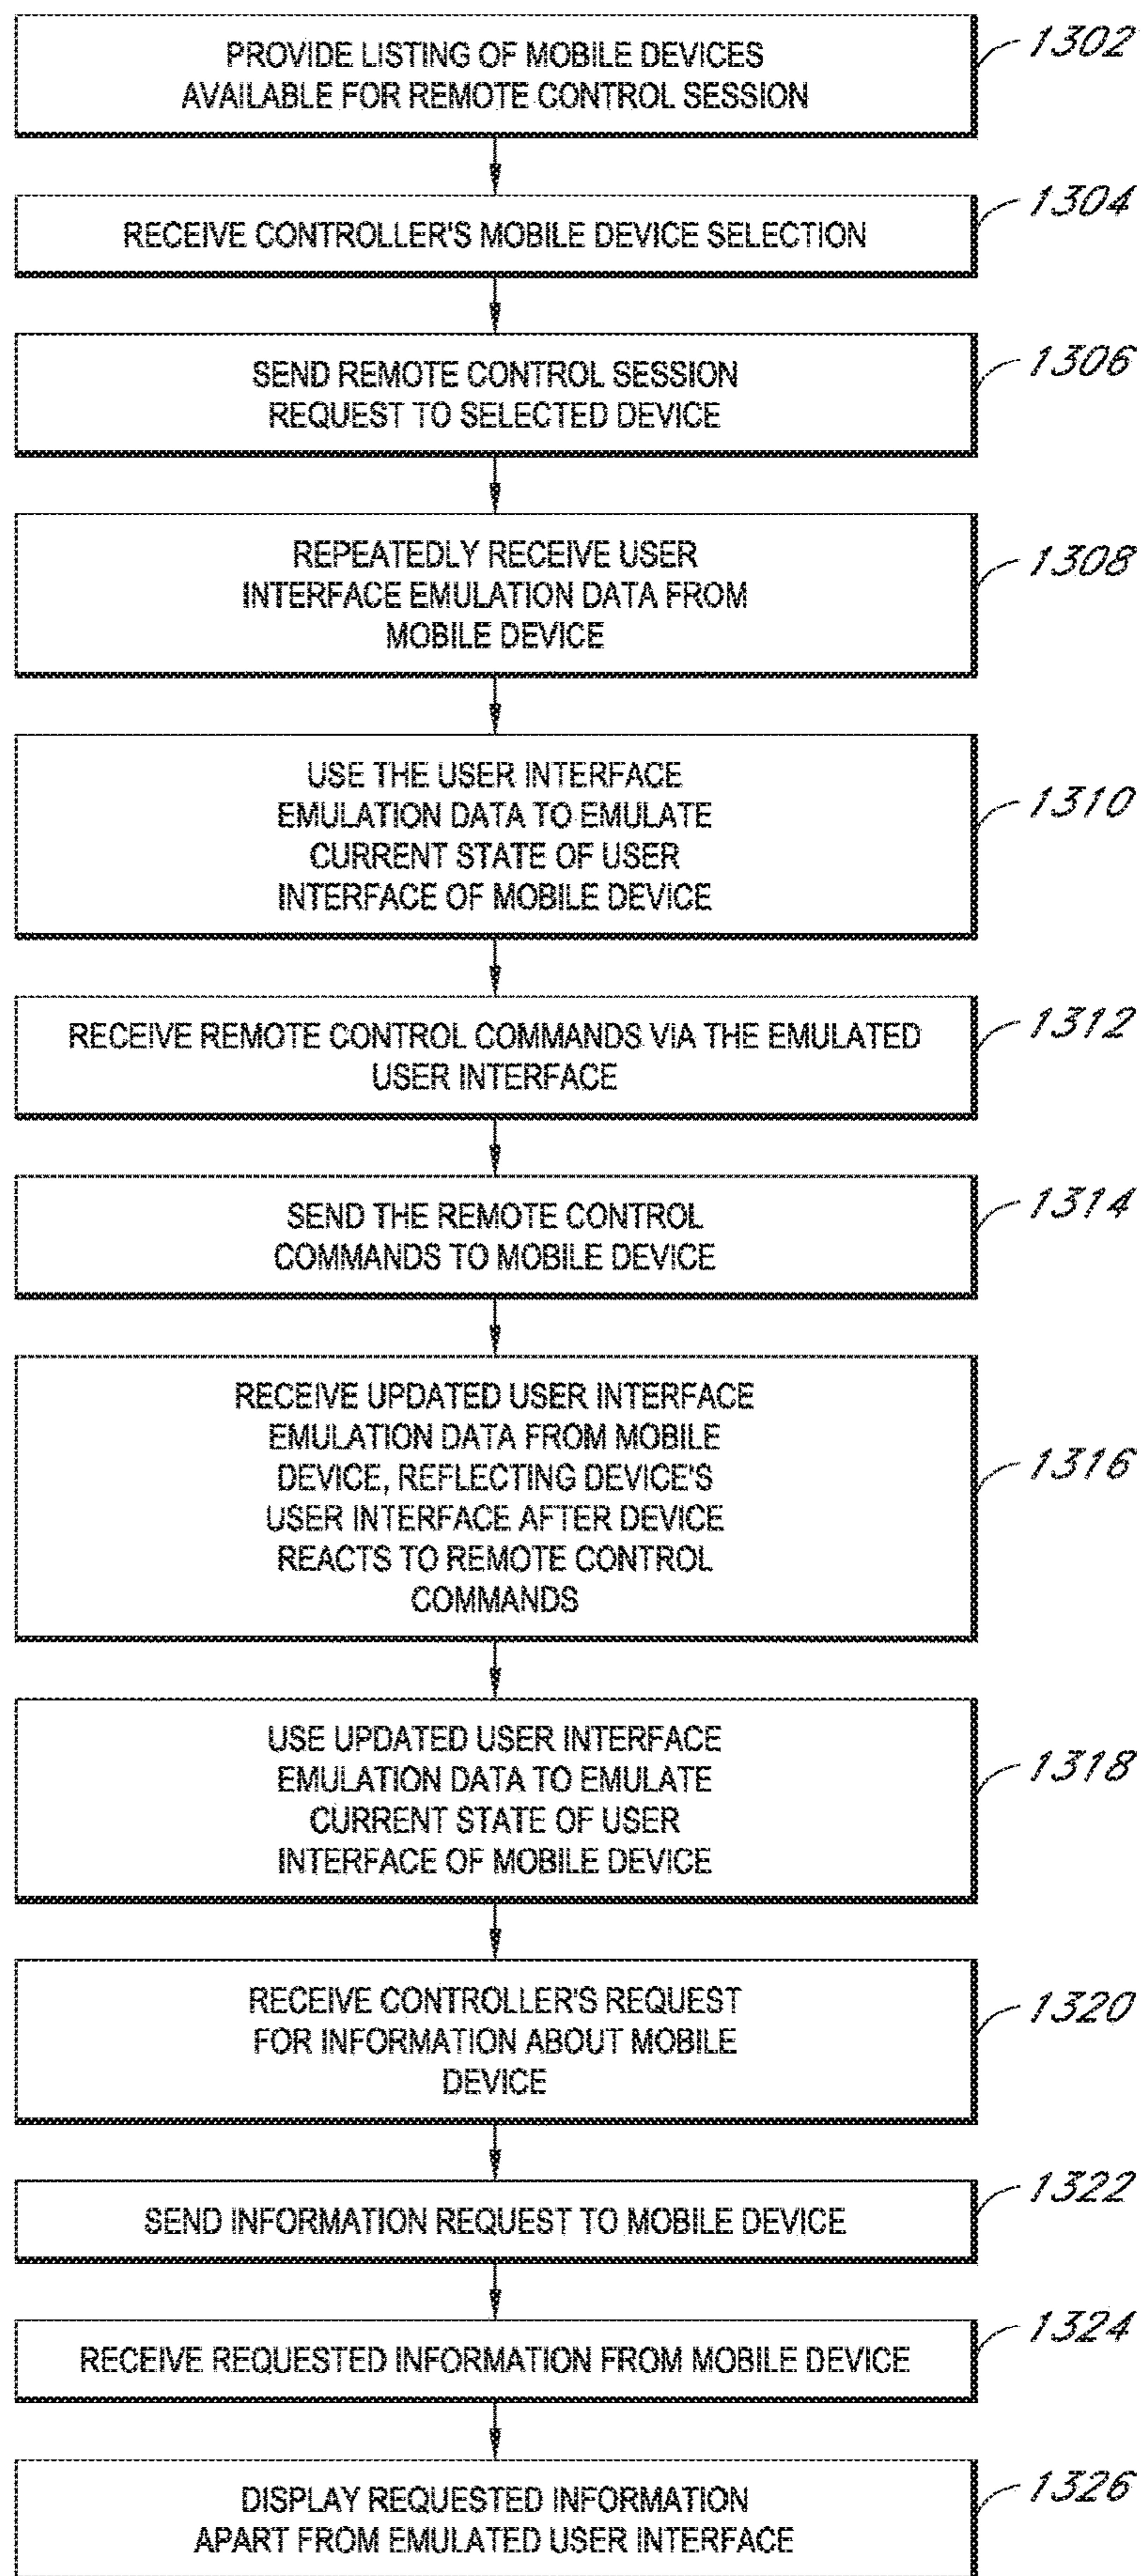 PROVIDE LISTING OF MOBILE DEVICES
AVAILABLE FOR REMOTE CONTROL SESSION
1302
RECEIVE CONTROLLER'S MOBILE DEVICE SELECTION
1304
SEND REMOTE CONTROL SESSION
REQUEST TO SELECTED DEVICE
1306
REPEATEDLY RECEIVE USER
INTERFACE EMULATION DATA FROM
MOBILE DEVICE
1308
USE THE USER INTERFACE
EMULATION DATA TO EMULATE
CURRENT STATE OF USER
INTERFACE OF MOBILE DEVICE
1310
RECEIVE REMOTE CONTROL COMMANDS VIA THE EMULATED
USER INTERFACE
1312
SEND THE REMOTE CONTROL
COMMANDS TO MOBILE DEVICE
1314
RECEIVE UPDATED USER INTERFACE
EMULATION DATA FROM MOBILE
DEVICE, REFLECTING DEVICE'S
USER INTERFACE AFTER DEVICE
REACTS TO REMOTE CONTROL
COMMANDS
1316
USE UPDATED USER INTERFACE
EMULATION DATA TO EMULATE
CURRENT STATE OF USER
INTERFACE OF MOBILE DEVICE
1318
RECEIVE CONTROLLER'S REQUEST
FOR INFORMATION ABOUT MOBILE
DEVICE
1320
SEND INFORMATION REQUEST TO MOBILE DEVICE
1322
RECEIVE REQUESTED INFORMATION FROM MOBILE DEVICE
1324
DISPLAY REQUESTED INFORMATION
APART FROM EMULATED USER INTERFACE
1326